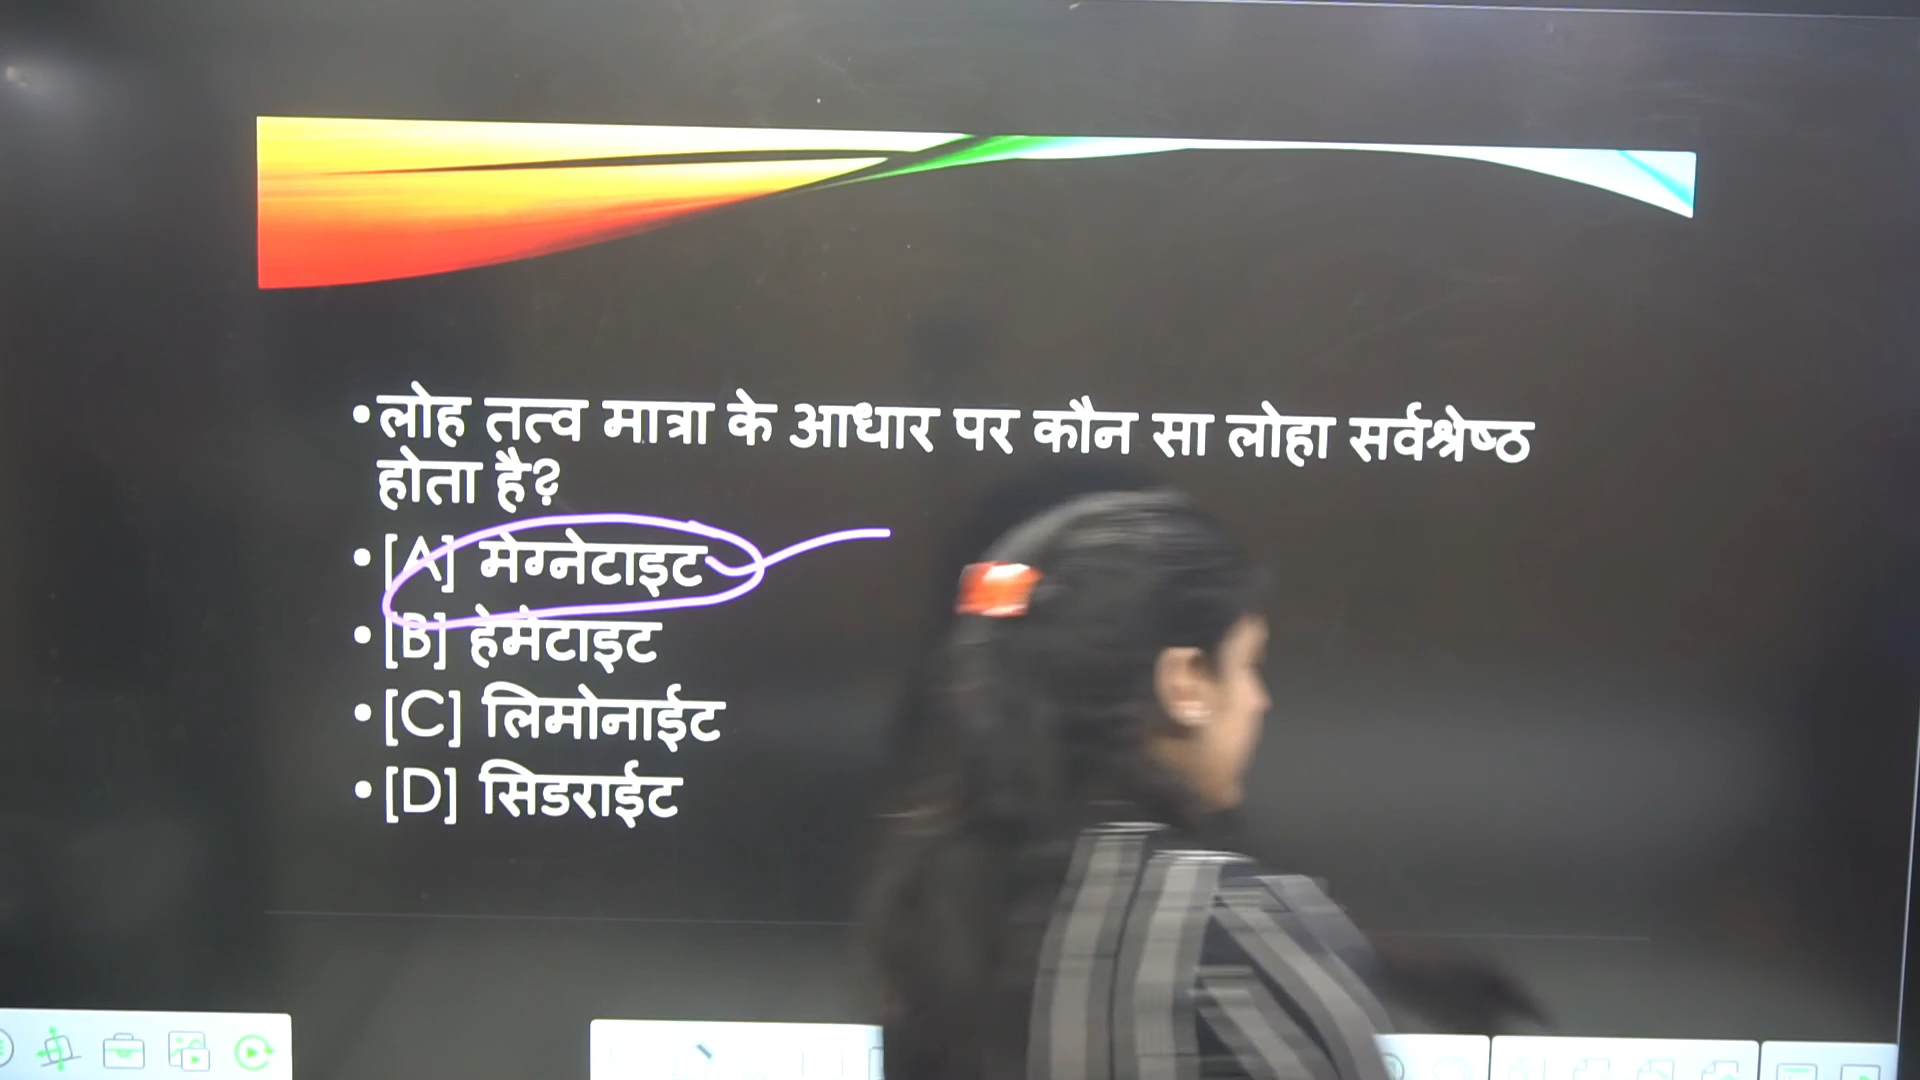 •लोह तत्व मात्रा के आधार पर कौन सा लोहा सर्वश्रेष्ठ
होता है?
•[A] मेग्नेटाइट
•[B] हेमेटाइट
•[C] लिमोनाईट
•[D] सिडराईट